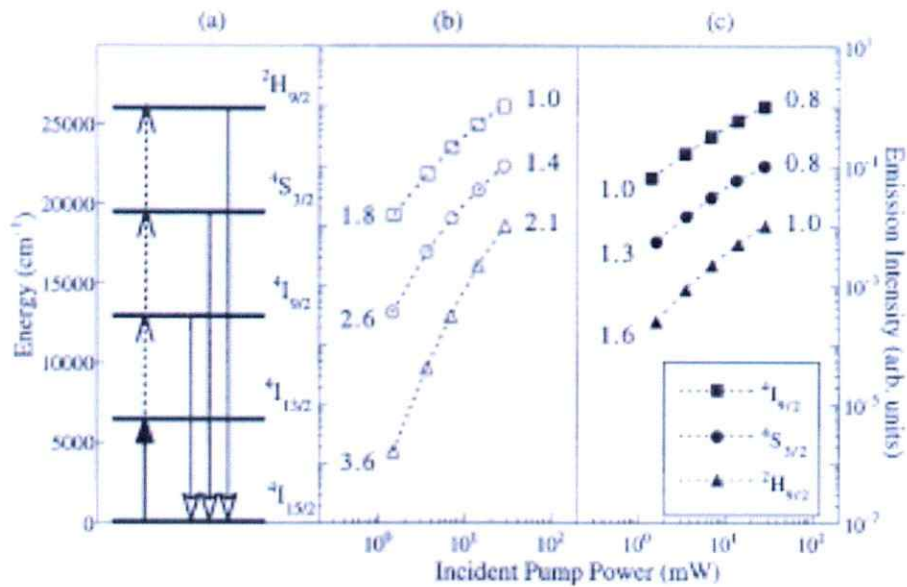 (a) (b) (c)
Energy (cm⁻¹)
25000
20000
15000
10000
5000
0
²H₉/₂
⁴S₃/₂
⁴I₉/₂
⁴I₁₃/₂
⁴I₁₅/₂
1.0
1.4
2.1
1.8
2.6
3.6
0.8
0.8
1.0
1.0
1.3
1.6
⁴I₉/₂
⁴S₃/₂
²H₉/₂
10¹
10⁻¹
10⁻³
10⁻⁵
10⁻⁷
Emission Intensity (arb. units)
10⁰ 10¹ 10² 10⁰ 10¹ 10²
Incident Pump Power (mW)